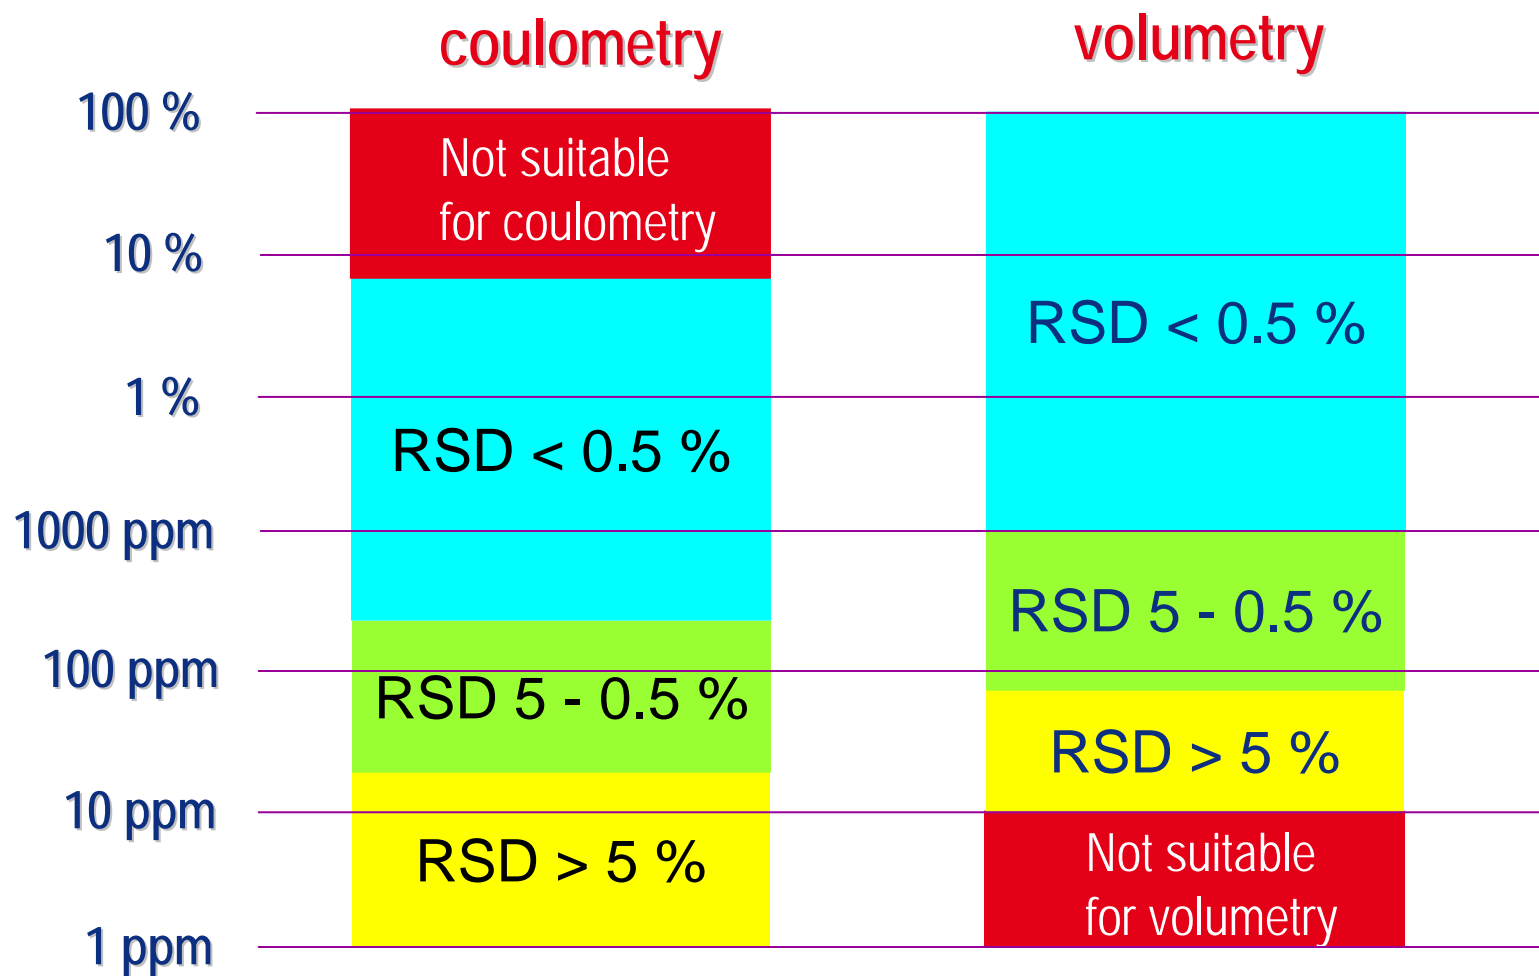 coulometry
volumetry
100 %
Not suitable
for coulometry
10 %
RSD < 0.5 %
1 %
RSD < 0.5 %
1000 ppm
RSD 5 - 0.5 %
100 ppm
RSD 5 - 0.5 %
RSD > 5 %
10 ppm
RSD > 5 %
Not suitable
for volumetry
1 ppm